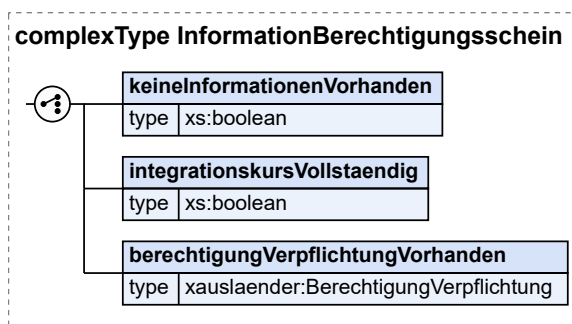 complexType InformationBerechtigungsschein
keineInformationenVorhanden
type xs:boolean
integrationskursVollstaendig
type xs:boolean
berechtigungVerpflichtungVorhanden
type xauslaender:BerechtigungVerpflichtung